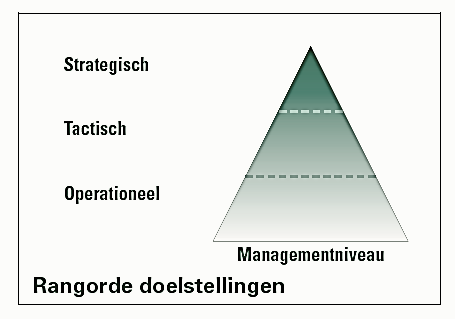 Strategisch
Tactisch
Operationeel
Managementniveau
Rangorde doelstellingen